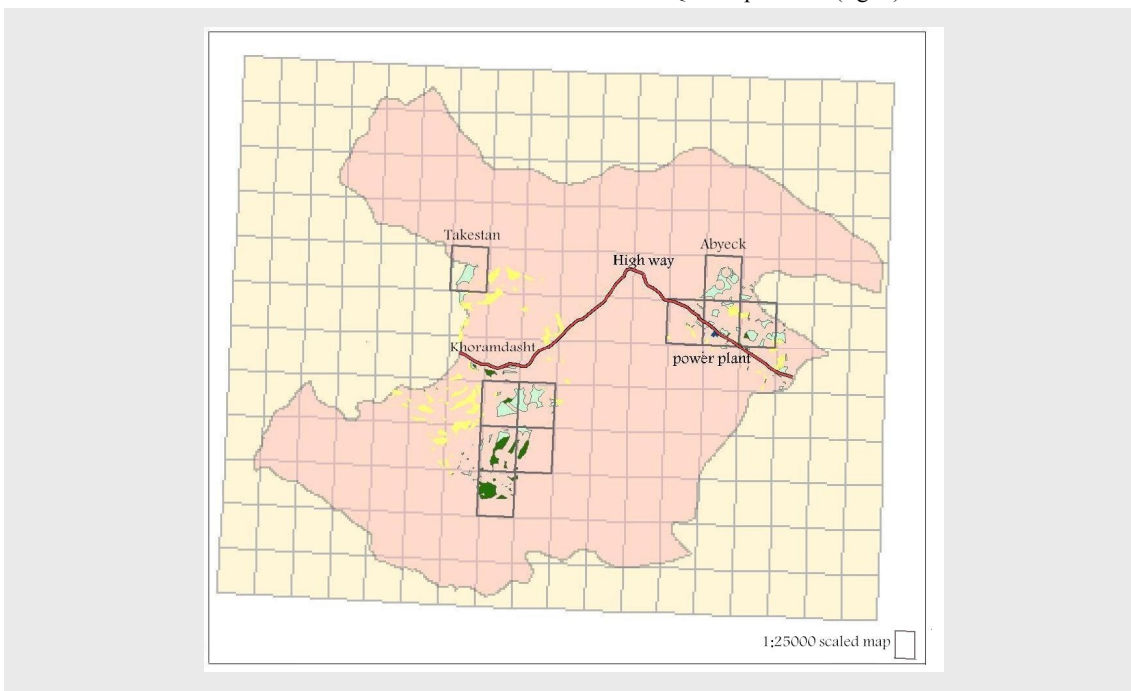 Takestan
Abyeck
High way
Khoramdasht
power plant
1:25000 scaled map